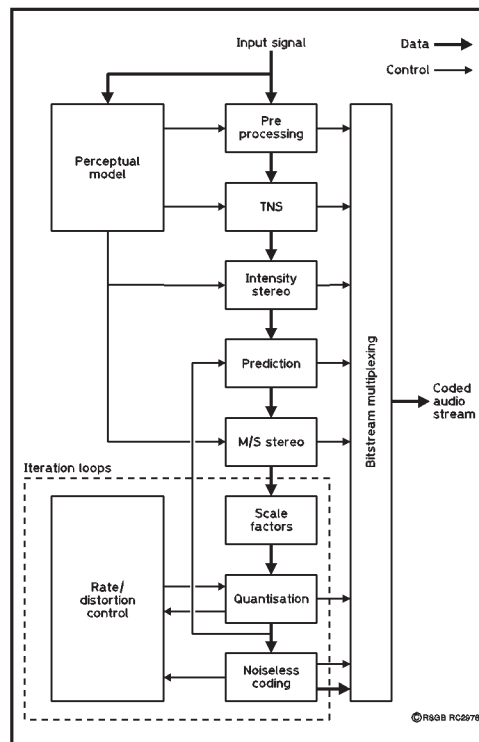 Input signal
Data
Control
Pre
processing
Perceptual
model
TNS
Intensity
stereo
Prediction
Bitstream multiplexing
Coded
audio
stream
M/S stereo
Iteration loops
Scale
factors
Rate/
distortion
control
Quantisation
Noiseless
coding
©RSGB RC2978